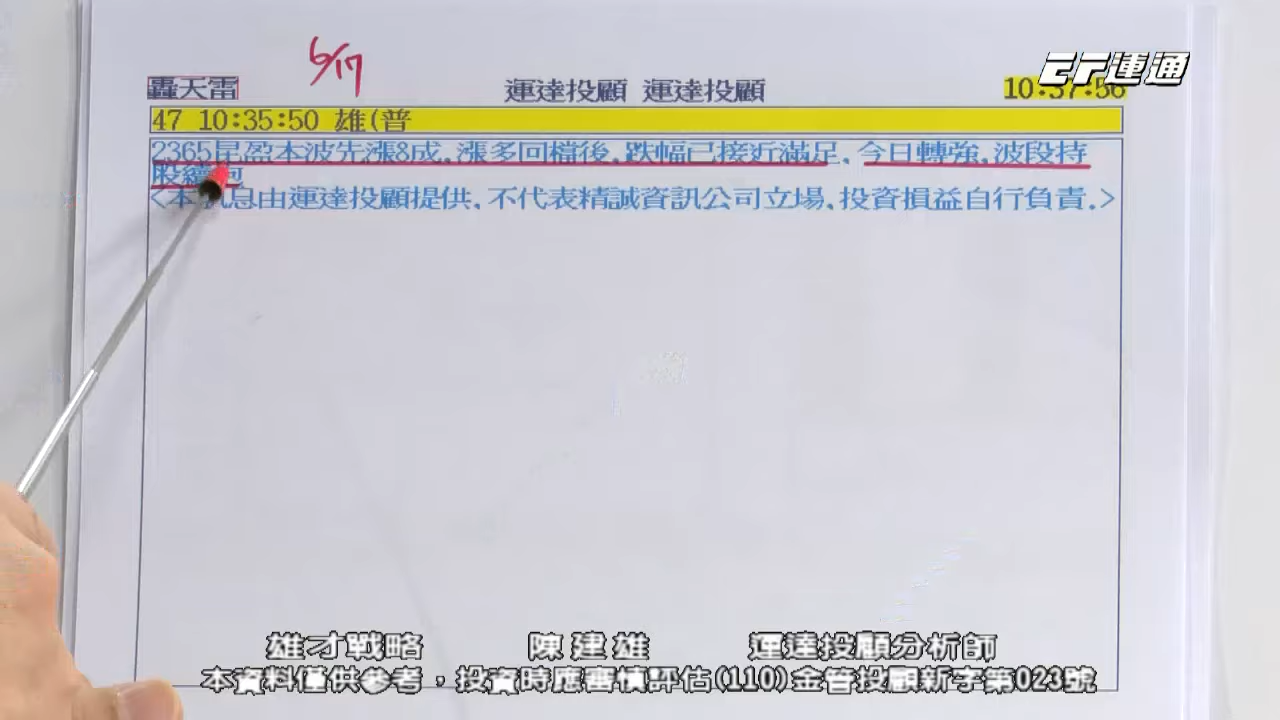 6/17
轟天雷 運達投顧 運達投顧 10:37:56
運通
47 10:35:50 雄(普
2365昆盈本波先漲8成,漲多回檔後,跌幅已接近滿足,今日轉強,波段持
股續抱
<本訊息由運達投顧提供,不代表精誠資訊公司立場,投資損益自行負責.>
雄才戰略 陳建雄 運達投顧分析師
本資料僅供參考，投資時應審慎評估(110)金管投顧新字第023號